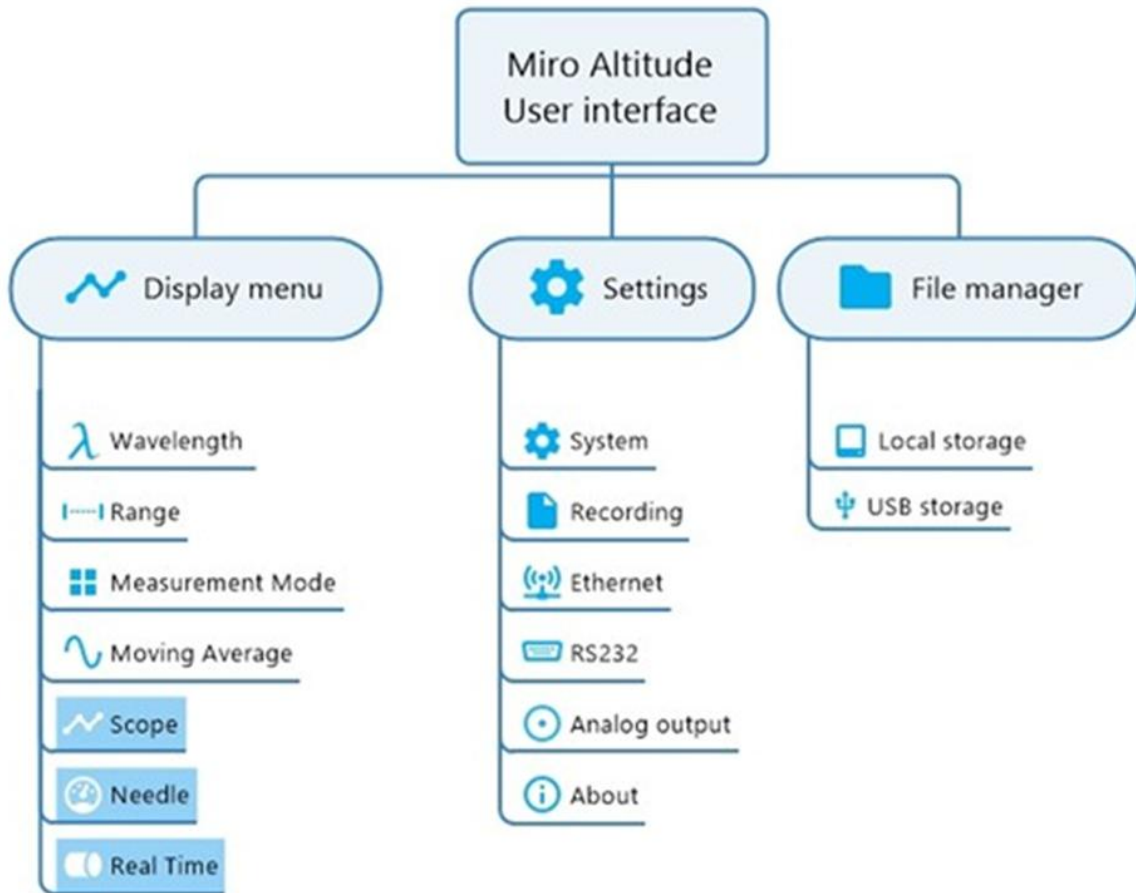 Miro Altitude
User interface
Display menu
Wavelength
Range
Measurement Mode
Moving Average
Scope
Needle
Real Time
Settings
System
Recording
Ethernet
RS232
Analog output
About
File manager
Local storage
USB storage